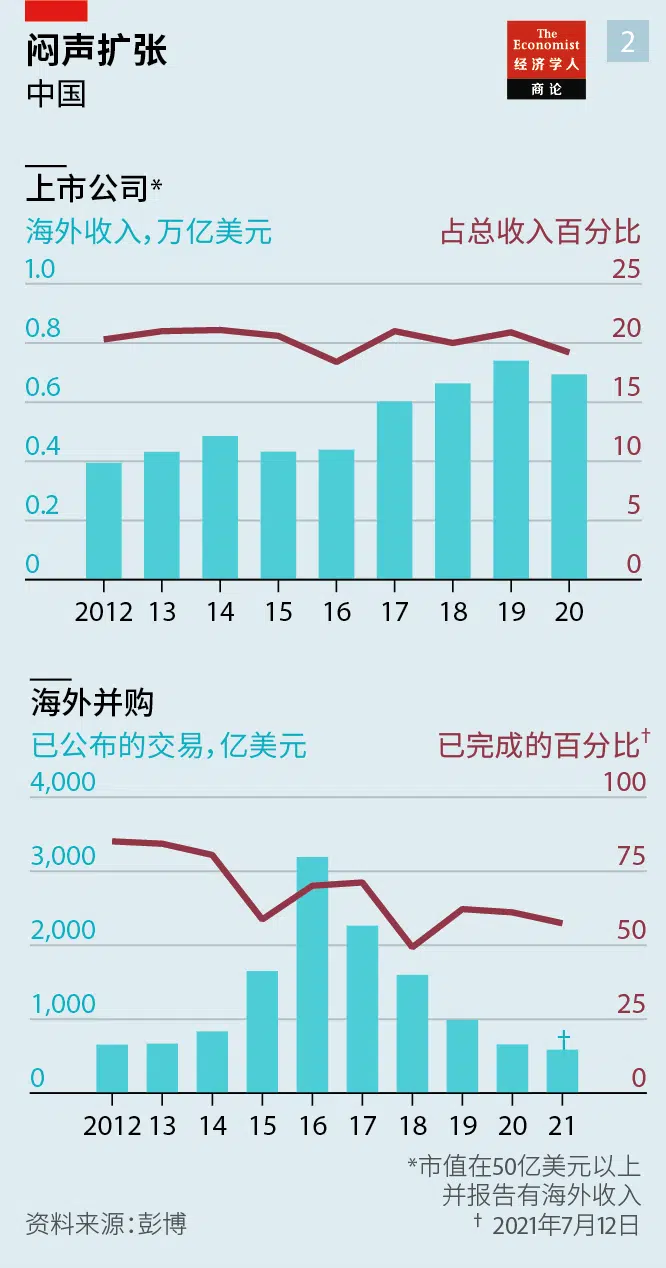 闷声扩张
中国
The
Economist
经济学人
商论
2
上市公司*
海外收入，万亿美元 占总收入百分比
1.0 25
0.8 20
0.6 15
0.4 10
0.2 5
0 0
2012 13 14 15 16 17 18 19 20
海外并购
已公布的交易，亿美元 已完成的百分比†
4,000 100
3,000 75
2,000 50
1,000 25
†
0 0
2012 13 14 15 16 17 18 19 20 21
*市值在50亿美元以上
并报告有海外收入
资料来源：彭博 † 2021年7月12日